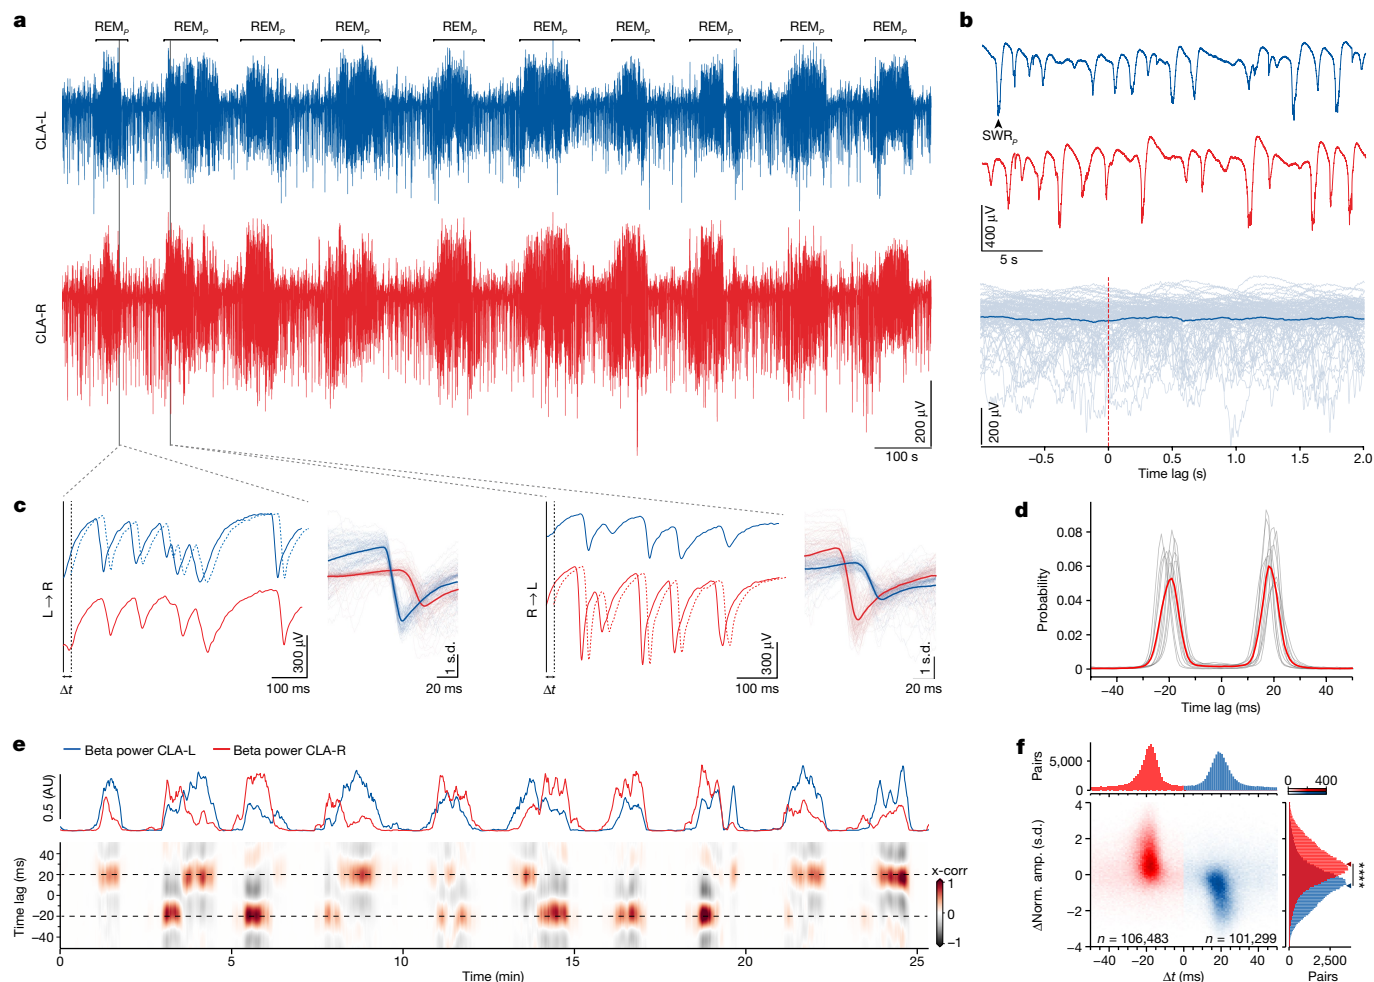 a
REMP REMP REMP REMP REMP REMP REMP REMP REMP REMP
CLA-L
CLA-R
200 µV
100 s
b
SWRP
400 µV
5 s
200 µV
−0.5 0 0.5 1.0 1.5 2.0
Time lag (s)
c
L → R
Δt
300 µV
100 ms
1 s.d.
20 ms
R → L
Δt
300 µV
100 ms
1 s.d.
20 ms
d
Probability
0.08
0.06
0.04
0.02
0
−40 −20 0 20 40
Time lag (ms)
e
Beta power CLA-L Beta power CLA-R
0.5 (AU)
Time lag (ms)
40
20
0
−20
−40
x-corr
1
0
−1
0 5 10 15 20 25
Time (min)
f
Pairs
5,000
0
0 400
ΔNorm. amp. (s.d.)
4
2
0
−2
−4
n = 106,483 n = 101,299
−40 −20 0 20 40
Δt (ms)
****
0 2,500
Pairs